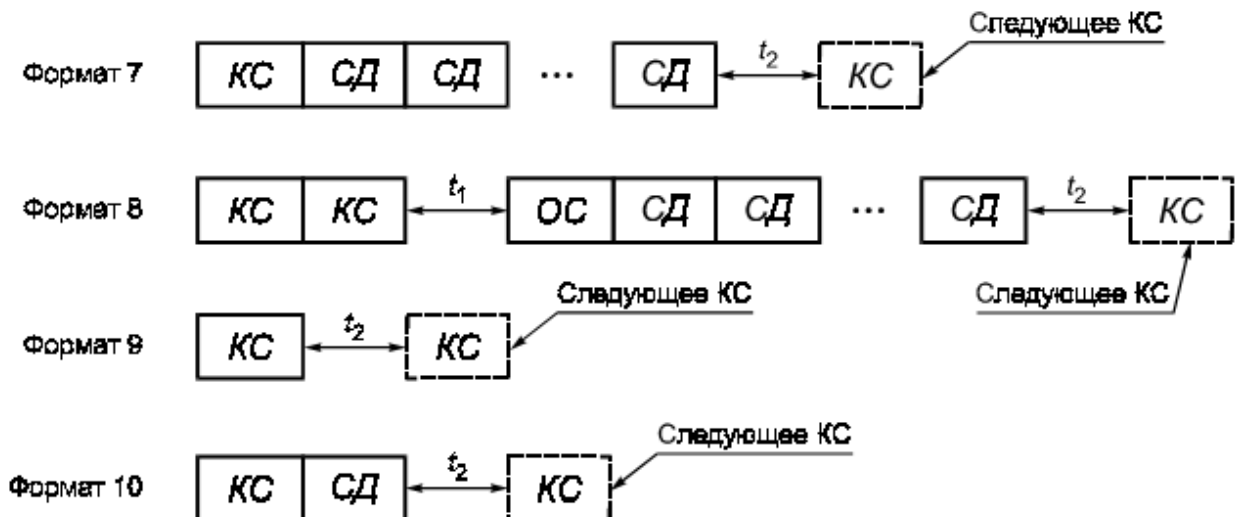 Следующее КС
Формат 7 КС СД СД ... СД t2 КС
Формат 8 КС КС t1 ОС СД СД ... СД t2 КС
Следующее КС
Следующее КС
Формат 9 КС t2 КС
Следующее КС
Формат 10 КС СД t2 КС